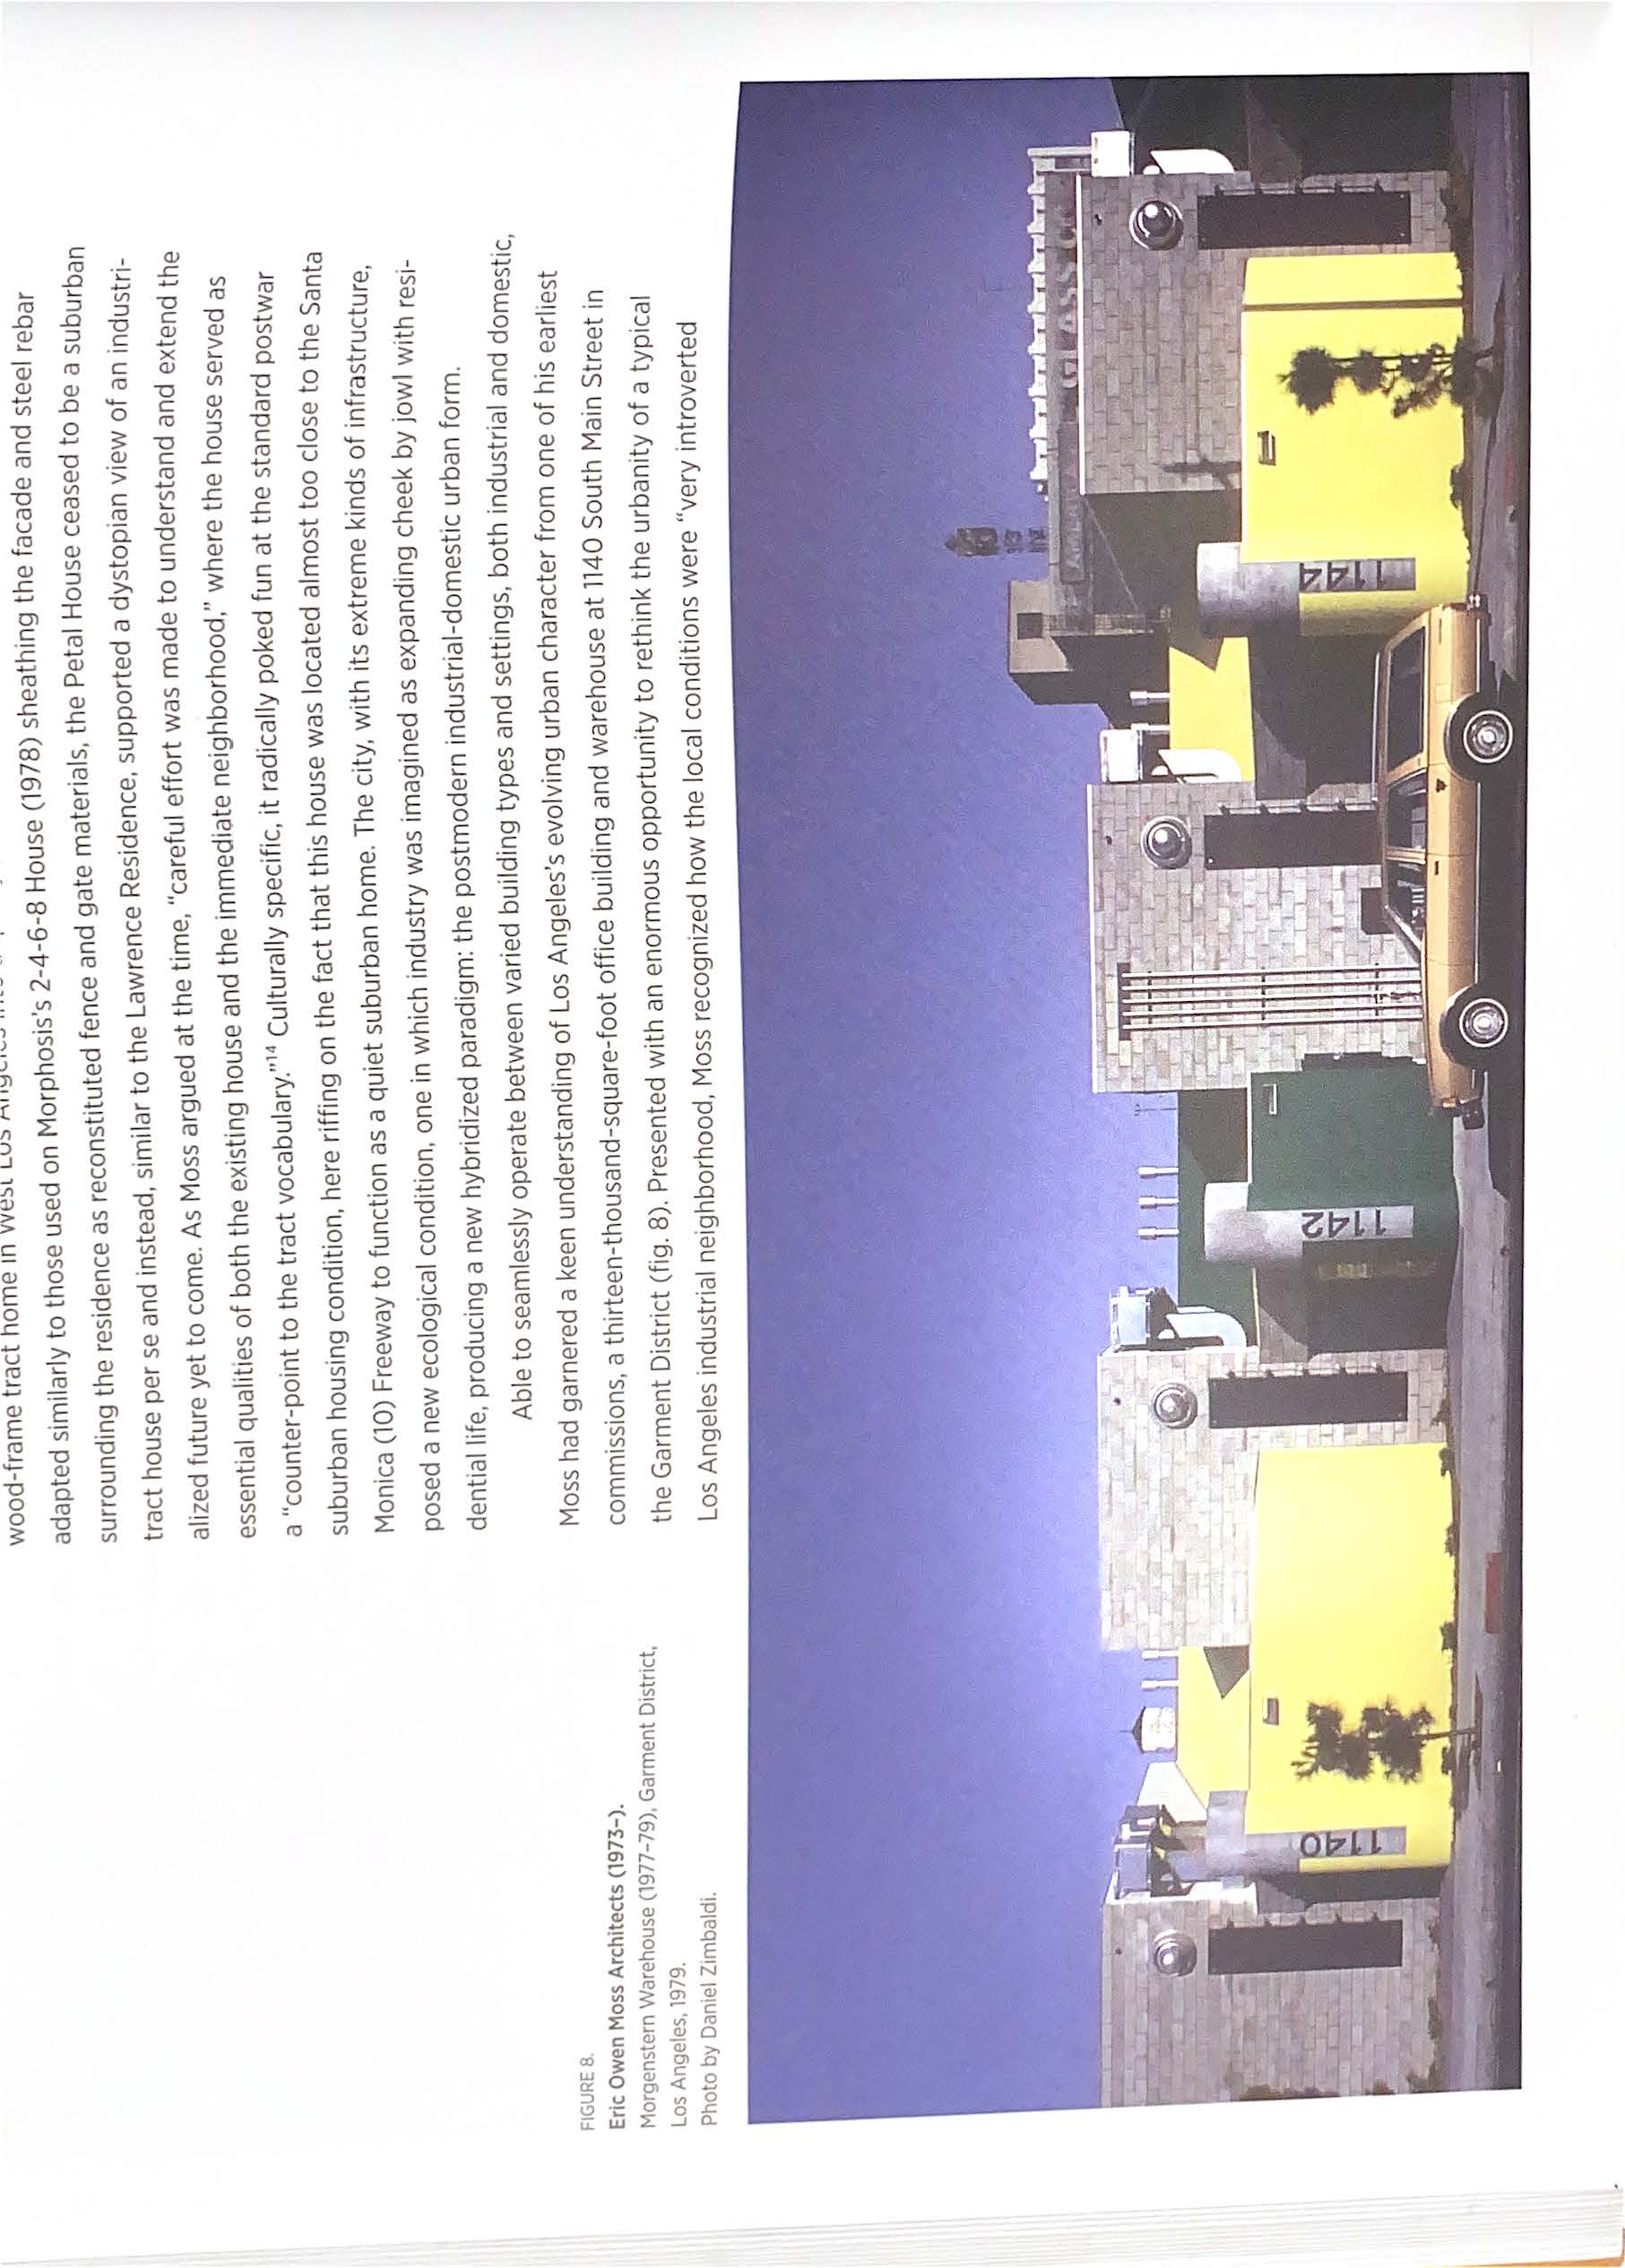 wood-frame tract home in West Los Angeles
adapted similarly to those used on Morphosis's 2-4-6-8 House (1978) sheathing the facade and steel rebar
surrounding the residence as reconstituted fence and gate materials, the Petal House ceased to be a suburban
tract house per se and instead, similar to the Lawrence Residence, supported a dystopian view of an industri-
alized future yet to come. As Moss argued at the time, “careful effort was made to understand and extend the
essential qualities of both the existing house and the immediate neighborhood,” where the house served as
a “counter-point to the tract vocabulary.”14 Culturally specific, it radically poked fun at the standard postwar
suburban housing condition, here riffing on the fact that this house was located almost too close to the Santa
Monica (10) Freeway to function as a quiet suburban home. The city, with its extreme kinds of infrastructure,
posed a new ecological condition, one in which industry was imagined as expanding cheek by jowl with resi-
dential life, producing a new hybridized paradigm: the postmodern industrial-domestic urban form.
Able to seamlessly operate between varied building types and settings, both industrial and domestic,
Moss had garnered a keen understanding of Los Angeles's evolving urban character from one of his earliest
commissions, a thirteen-thousand-square-foot office building and warehouse at 1140 South Main Street in
the Garment District (fig. 8). Presented with an enormous opportunity to rethink the urbanity of a typical
Los Angeles industrial neighborhood, Moss recognized how the local conditions were “very introverted
FIGURE 8.
Eric Owen Moss Architects (1973–).
Morgenstern Warehouse (1977–79), Garment District,
Los Angeles, 1979.
Photo by Daniel Zimbaldi.
GLASS
1140
1142
1144